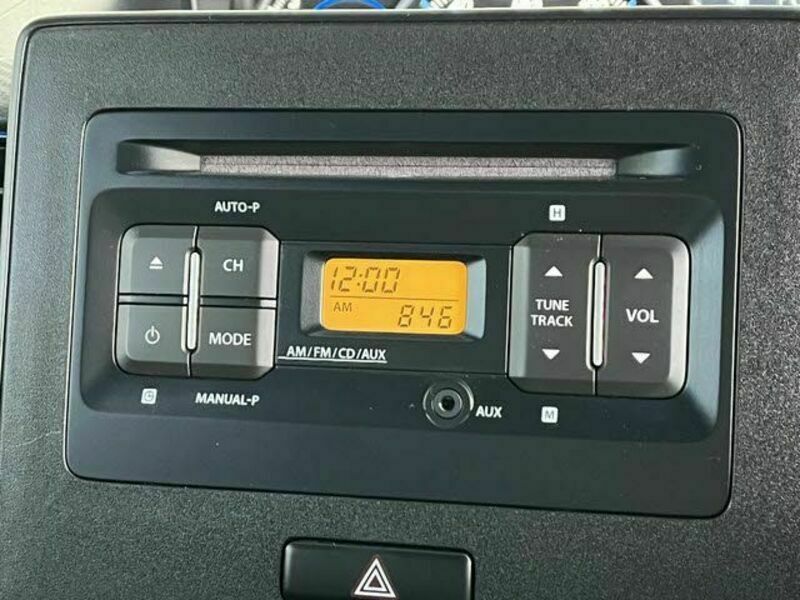 AUTO-P
H
CH
MODE
12:00
AM
846
TUNE
TRACK
VOL
AM/FM/CD/AUX
MANUAL-P
AUX
M